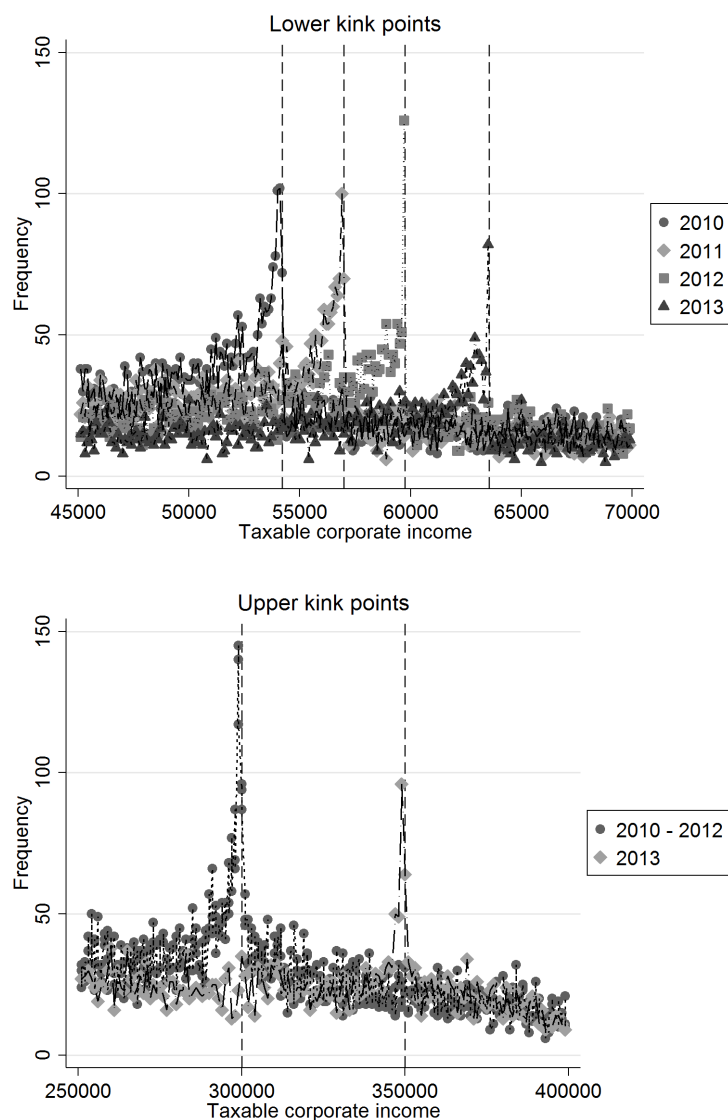 Lower kink points
150
100
50
0
Frequency
45000 50000 55000 60000 65000 70000
Taxable corporate income
2010
2011
2012
2013
Upper kink points
150
100
50
0
Frequency
250000 300000 350000 400000
Taxable corporate income
2010 - 2012
2013